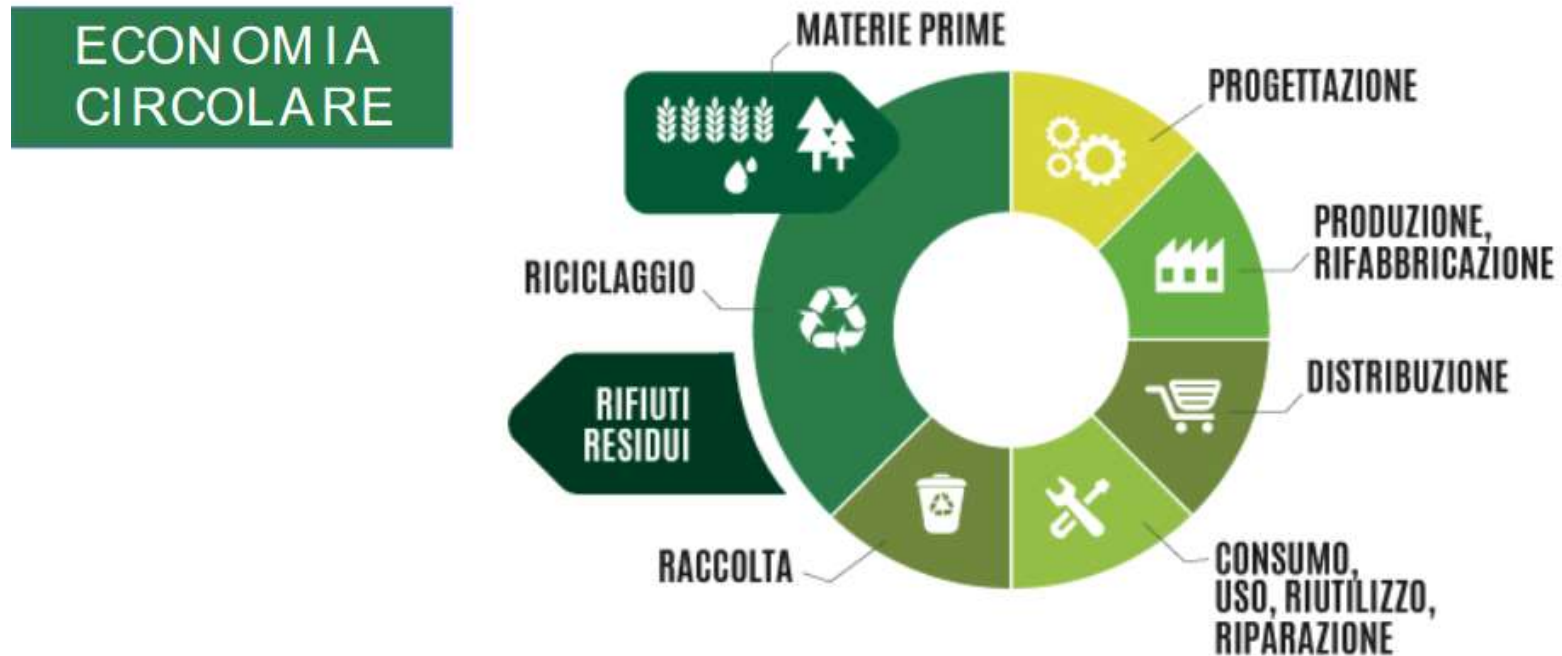 ECONOMIA
CIRCOLARE
MATERIE PRIME
PROGETTAZIONE
PRODUZIONE,
RIFABBRICAZIONE
DISTRIBUZIONE
CONSUMO,
USO, RIUTILIZZO,
RIPARAZIONE
RACCOLTA
RIFIUTI
RESIDUI
RICICLAGGIO